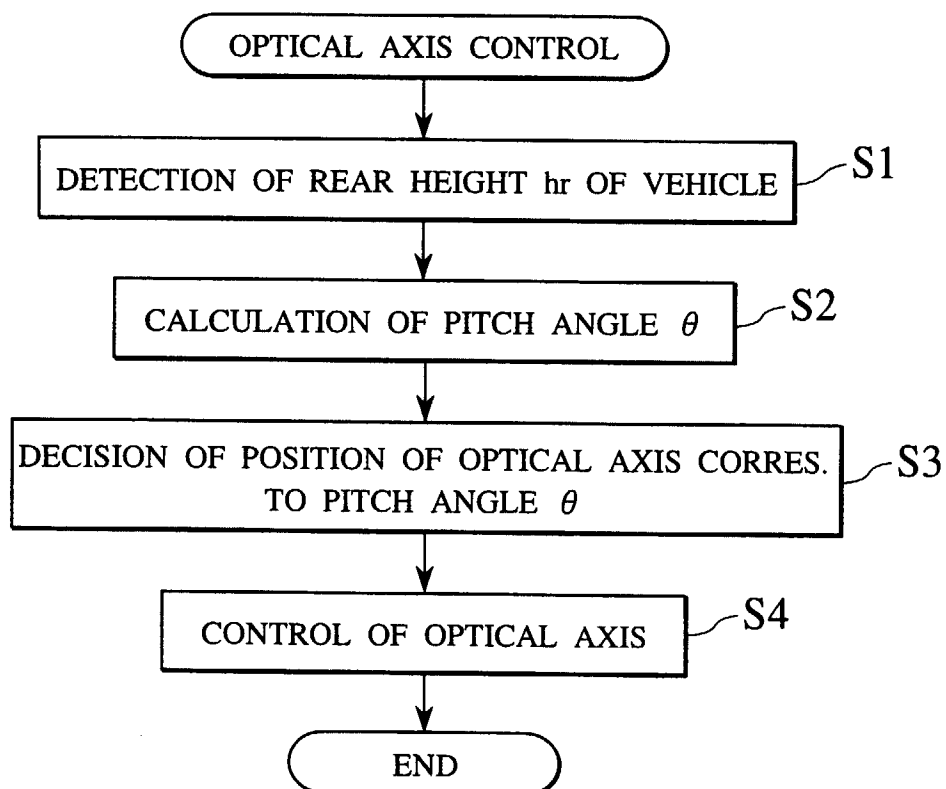 OPTICAL AXIS CONTROL
DETECTION OF REAR HEIGHT hr OF VEHICLE
S1
CALCULATION OF PITCH ANGLE θ
S2
DECISION OF POSITION OF OPTICAL AXIS CORRES.
TO PITCH ANGLE θ
S3
CONTROL OF OPTICAL AXIS
S4
END